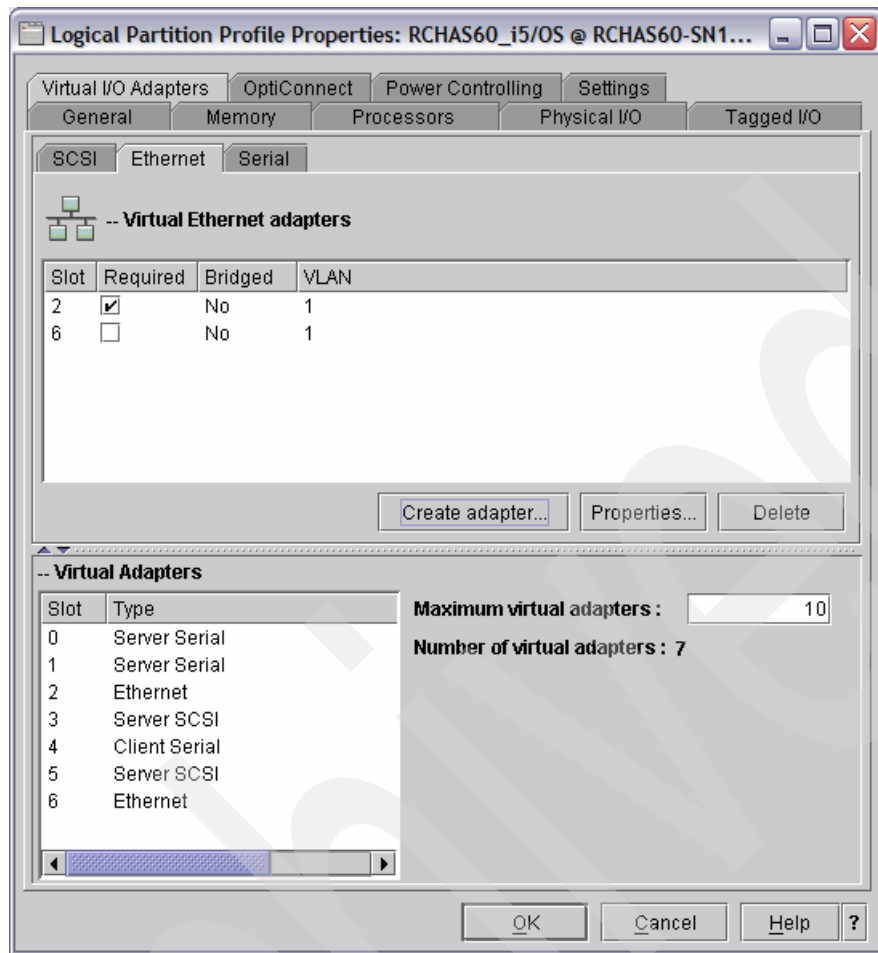 Logical Partition Profile Properties: RCHAS60_i5/OS @ RCHAS60-SN1...
Virtual I/O Adapters OptiConnect Power Controlling Settings
General Memory Processors Physical I/O Tagged I/O
SCSI Ethernet Serial
-- Virtual Ethernet adapters
Slot Required Bridged VLAN
2 No 1
6 No 1
Create adapter... Properties... Delete
-- Virtual Adapters
Slot Type
0 Server Serial
1 Server Serial
2 Ethernet
3 Server SCSI
4 Client Serial
5 Server SCSI
6 Ethernet
Maximum virtual adapters : 10
Number of virtual adapters : 7
OK Cancel Help ?